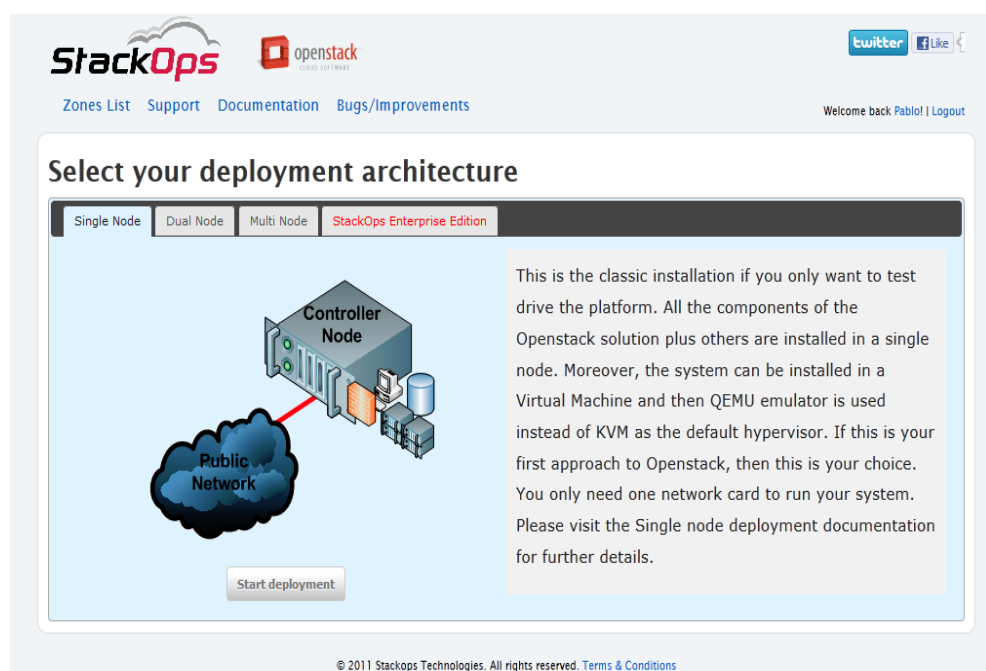 StackOps
openstack
CLOUD SOFTWARE
twitter
Like
Zones List Support Documentation Bugs/Improvements
Welcome back Pablo! | Logout
Select your deployment architecture
Single Node Dual Node Multi Node StackOps Enterprise Edition
Controller
Node
Public
Network
Start deployment
This is the classic installation if you only want to test
drive the platform. All the components of the
Openstack solution plus others are installed in a single
node. Moreover, the system can be installed in a
Virtual Machine and then QEMU emulator is used
instead of KVM as the default hypervisor. If this is your
first approach to Openstack, then this is your choice.
You only need one network card to run your system.
Please visit the Single node deployment documentation
for further details.
© 2011 Stackops Technologies. All rights reserved. Terms & Conditions